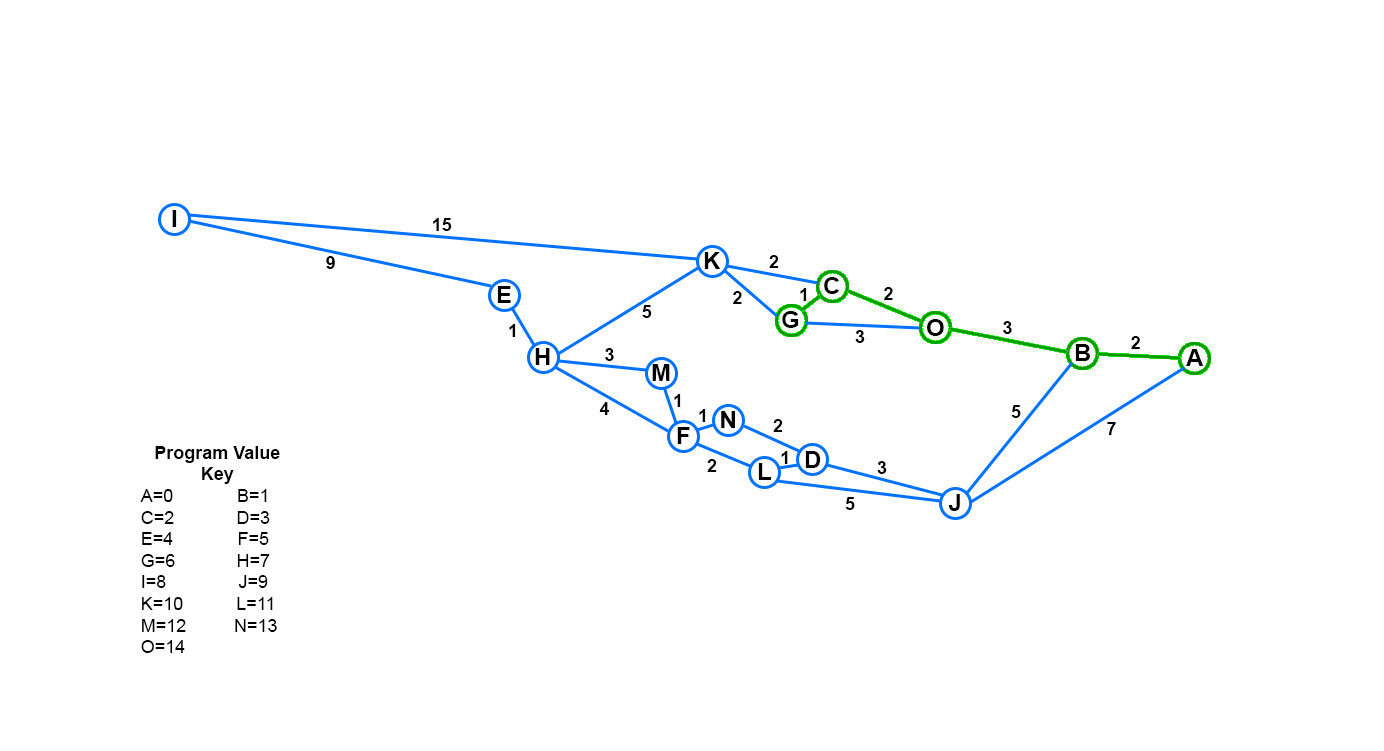 15
I
9
K
2
C
E
2
1
2
5
G
O
3
1
3
B
2
A
H
3
M
4
1
5
7
F
1
N
2
2
L
1
D
3
5
J
Program Value
Key
A=0 B=1
C=2 D=3
E=4 F=5
G=6 H=7
I=8 J=9
K=10 L=11
M=12 N=13
O=14